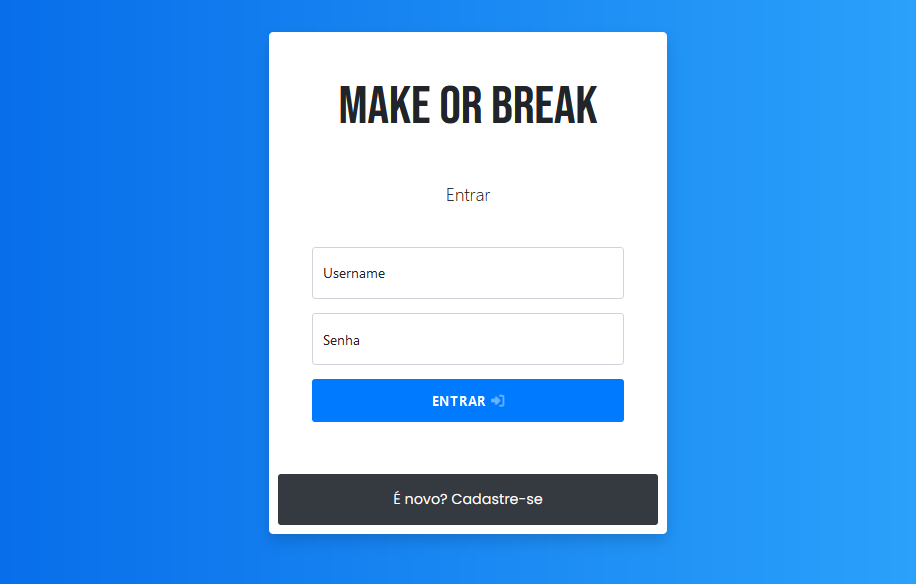 MAKE OR BREAK
Entrar
Username
Senha
ENTRAR
É novo? Cadastre-se